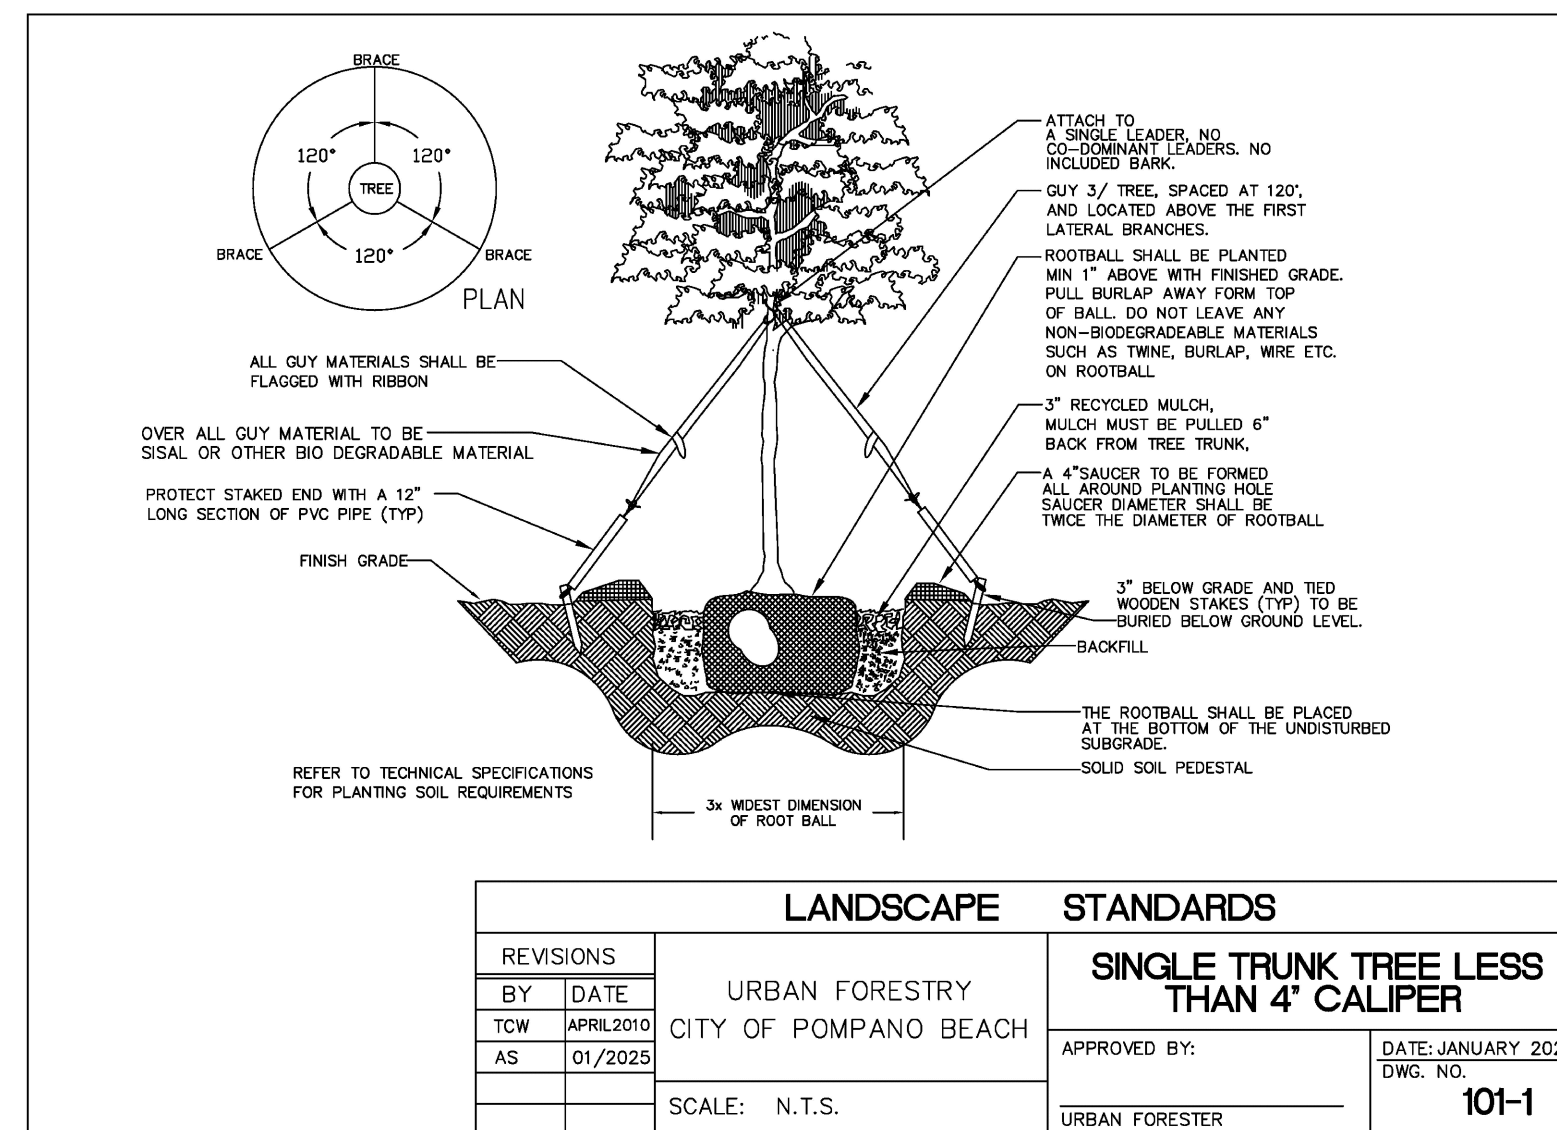 BRACE
120°
120°
TREE
120°
BRACE
BRACE
PLAN
ATTACH TO
A SINGLE LEADER, NO
CO-DOMINANT LEADERS. NO
INCLUDED BARK.
GUY 3/ TREE, SPACED AT 120°,
AND LOCATED ABOVE THE FIRST
LATERAL BRANCHES.
ROOTBALL SHALL BE PLANTED
MIN 1" ABOVE WITH FINISHED GRADE.
PULL BURLAP AWAY FORM TOP
OF BALL. DO NOT LEAVE ANY
NON-BIODEGRADEABLE MATERIALS
SUCH AS TWINE, BURLAP, WIRE ETC.
ON ROOTBALL
ALL GUY MATERIALS SHALL BE
FLAGGED WITH RIBBON
OVER ALL GUY MATERIAL TO BE
SISAL OR OTHER BIO DEGRADABLE MATERIAL
PROTECT STAKED END WITH A 12"
LONG SECTION OF PVC PIPE (TYP)
FINISH GRADE
3" RECYCLED MULCH,
MULCH MUST BE PULLED 6"
BACK FROM TREE TRUNK,
A 4"SAUCER TO BE FORMED
ALL AROUND PLANTING HOLE
SAUCER DIAMETER SHALL BE
TWICE THE DIAMETER OF ROOTBALL
3" BELOW GRADE AND TIED
WOODEN STAKES (TYP) TO BE
BURIED BELOW GROUND LEVEL.
BACKFILL
THE ROOTBALL SHALL BE PLACED
AT THE BOTTOM OF THE UNDISTURBED
SUBGRADE.
SOLID SOIL PEDESTAL
REFER TO TECHNICAL SPECIFICATIONS
FOR PLANTING SOIL REQUIREMENTS
3x WIDEST DIMENSION
OF ROOT BALL
LANDSCAPE STANDARDS
REVISIONS
BY DATE
TCW APRIL2010
AS 01/2025
URBAN FORESTRY
CITY OF POMPANO BEACH
SCALE: N.T.S.
SINGLE TRUNK TREE LESS
THAN 4" CALIPER
APPROVED BY:
URBAN FORESTER
DATE: JANUARY
DWG. NO.
101-1